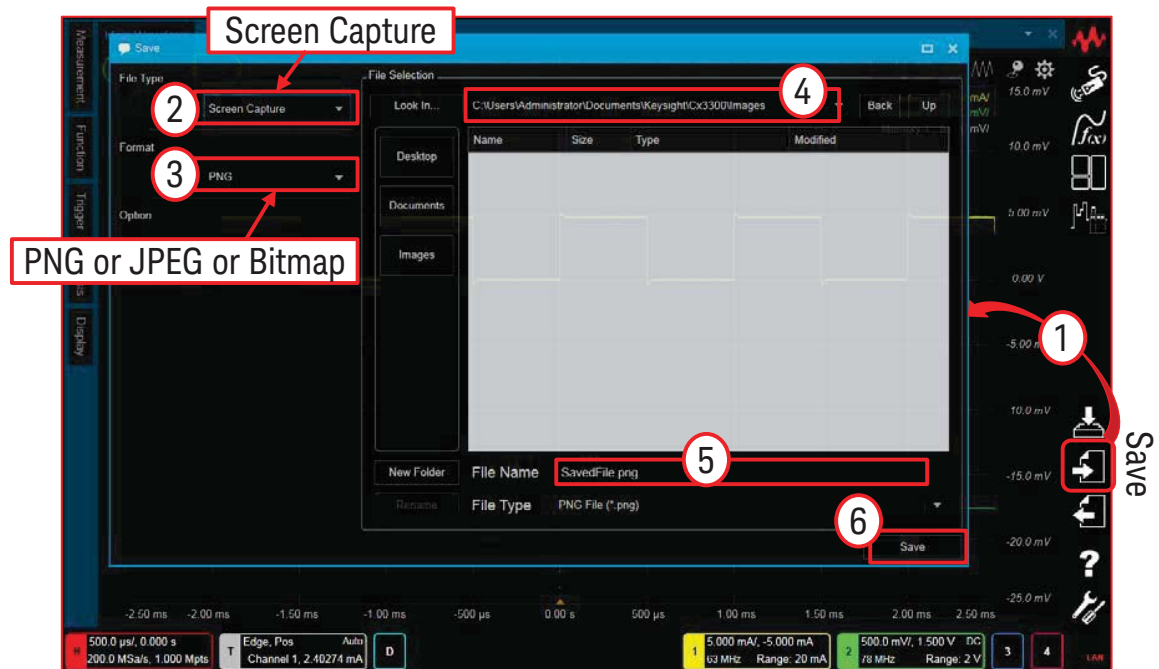 Screen Capture
Measurement
Function
Trigger
Display
Save
File Type
2
Screen Capture
Format
3
PNG
Option
PNG or JPEG or Bitmap
File Selection
Look In...
C:\Users\Administrator\Documents\Keysight\Cx3300\Images
4
Back
Up
Desktop
Documents
Images
Name
Size
Type
Modified
New Folder
Rename
File Name
SavedFile.png
5
File Type
PNG File (*.png)
6
Save
f(x)
mA/
mV/
mV/
15.0 mV
10.0 mV
5.00 mV
0.00 V
-5.00 m
10.0 mV
-15.0 mV
-20.0 mV
-25.0 mV
1
Save
?
-2.50 ms
-2.00 ms
-1.50 ms
-1.00 ms
-500 µs
0.00 s
500 µs
1.00 ms
1.50 ms
2.00 ms
2.50 ms
H
500.0 µs/, 0.000 s
200.0 MSa/s, 1.000 Mpts
T
Edge, Pos
Auto
Channel 1, 2.40274 mA
D
1
5.000 mA/, -5.000 mA
63 MHz
Range: 20 mA
2
500.0 mV/, 1.500 V
DC
78 MHz
Range: 2 V
3
4
LAN